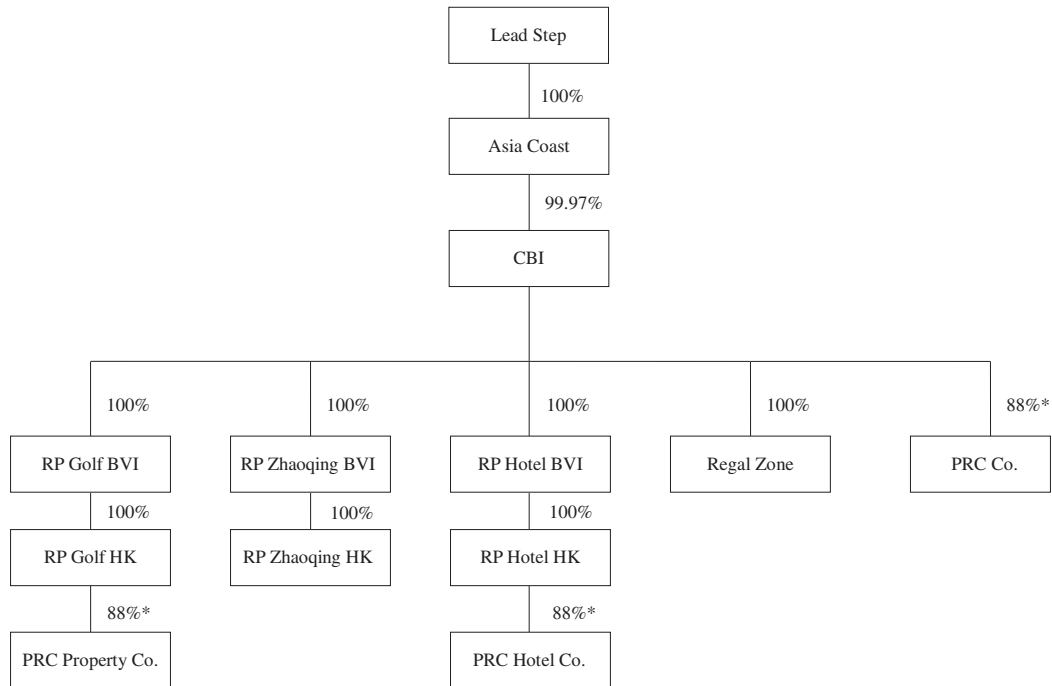 Lead Step
100%
Asia Coast
99.97%
CBI
100%
100%
100%
100%
88%*
RP Golf BVI
RP Zhaoqing BVI
RP Hotel BVI
Regal Zone
PRC Co.
100%
100%
100%
RP Golf HK
RP Zhaoqing HK
RP Hotel HK
88%*
88%*
PRC Property Co.
PRC Hotel Co.